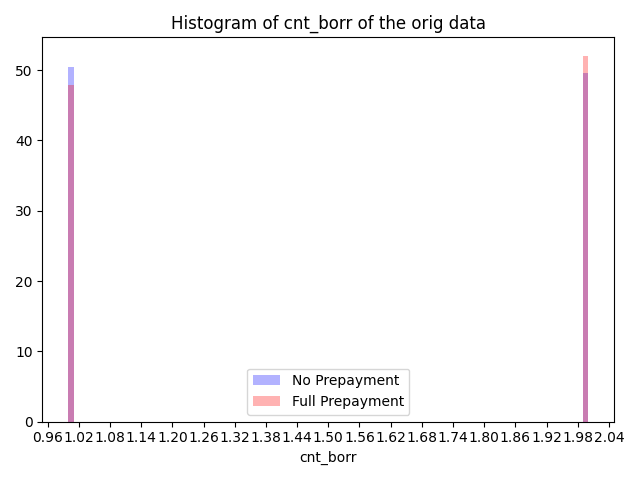 Histogram of cnt_borr of the orig data
50
40
30
20
10
0
No Prepayment
Full Prepayment
0.96 1.02 1.08 1.14 1.20 1.26 1.32 1.38 1.44 1.50 1.56 1.62 1.68 1.74 1.80 1.86 1.92 1.98 2.04
cnt_borr